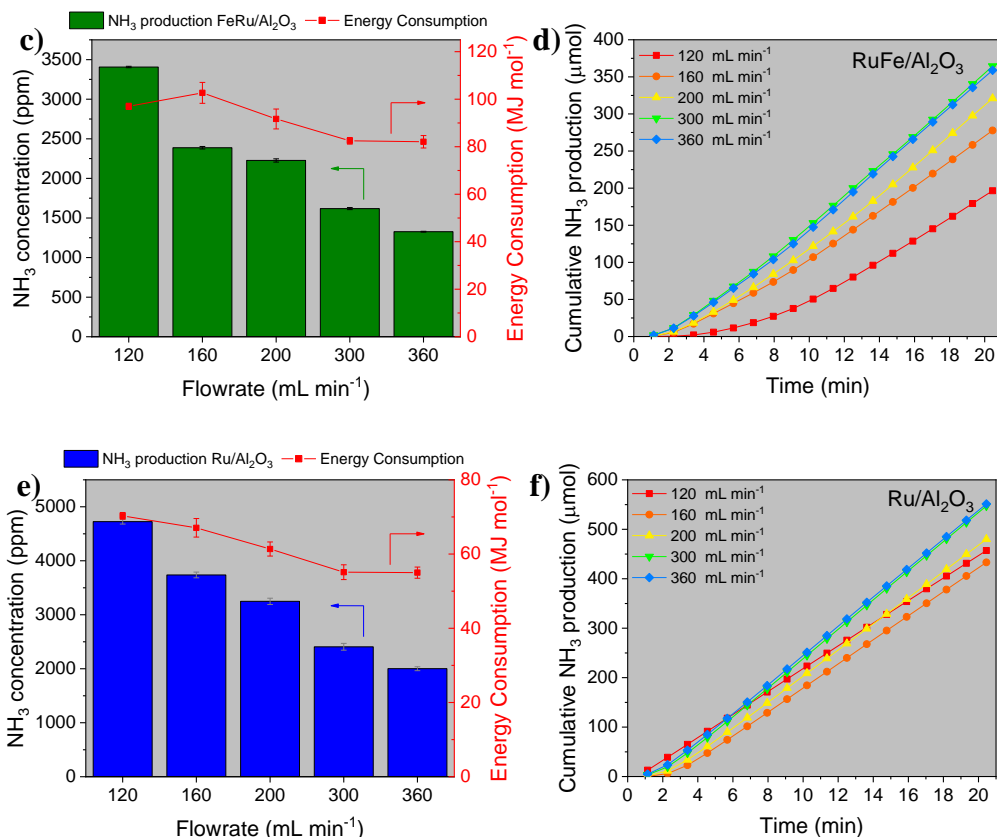 NH₃ production FeRu/Al₂O₃ Energy Consumption
c)
NH₃ concentration (ppm)
3500
3000
2500
2000
1500
1000
500
0
120 160 200 300 360
Flowrate (mL min⁻¹)
120
100
80
60
40
20
0
Energy Consumption (MJ mol⁻¹)
d)
RuFe/Al₂O₃
120 mL min⁻¹
160 mL min⁻¹
200 mL min⁻¹
300 mL min⁻¹
360 mL min⁻¹
Cumulative NH₃ production (μmol)
400
350
300
250
200
150
100
50
0
0 2 4 6 8 10 12 14 16 18 20
Time (min)
NH₃ production Ru/Al₂O₃ Energy Consumption
e)
NH₃ concentration (ppm)
5000
4000
3000
2000
1000
0
120 160 200 300 360
Flowrate (mL min⁻¹)
80
60
40
20
0
Energy Consumption (MJ mol⁻¹)
f)
Ru/Al₂O₃
120 mL min⁻¹
160 mL min⁻¹
200 mL min⁻¹
300 mL min⁻¹
360 mL min⁻¹
Cumulative NH₃ production (μmol)
600
500
400
300
200
100
0
0 1 2 4 6 8 10 12 14 16 18 20
Time (min)